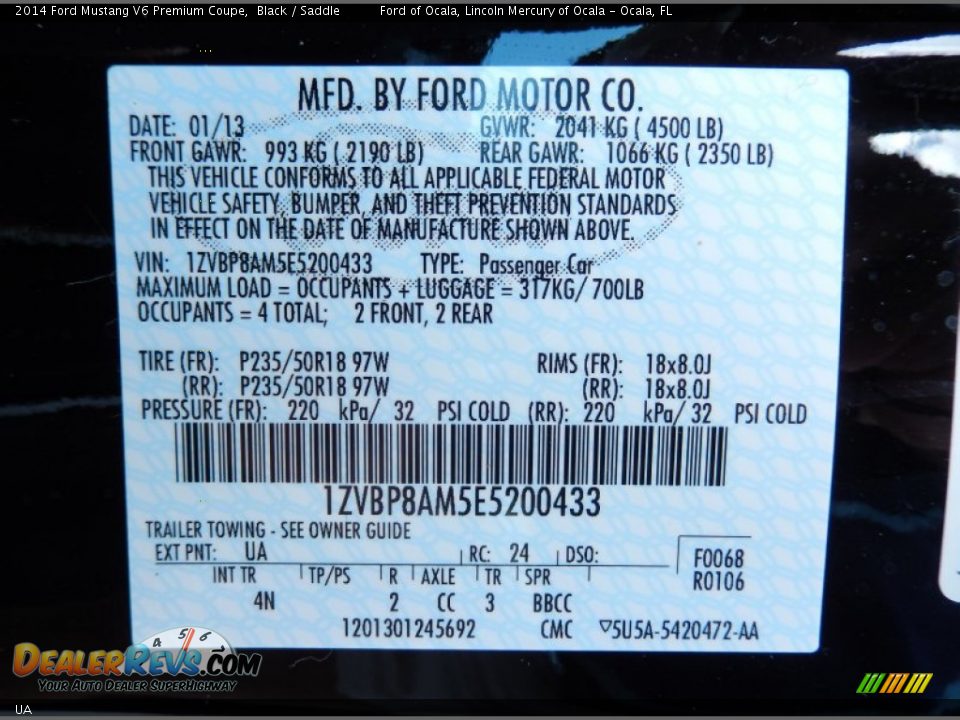 2014 Ford Mustang V6 Premium Coupe, Black / Saddle Ford of Ocala, Lincoln Mercury of Ocala - Ocala, FL
MFD. BY FORD MOTOR CO.
DATE: 01/13 GVWR: 2041 KG ( 4500 LB)
FRONT GAWR: 993 KG ( 2190 LB) REAR GAWR: 1066 KG ( 2350 LB)
THIS VEHICLE CONFORMS TO ALL APPLICABLE FEDERAL MOTOR
VEHICLE SAFETY, BUMPER, AND THEFT PREVENTION STANDARDS
IN EFFECT ON THE DATE OF MANUFACTURE SHOWN ABOVE.
VIN: 1ZVBP8AM5E5200433 TYPE: Passenger Car
MAXIMUM LOAD = OCCUPANTS + LUGGAGE = 317KG/ 700LB
OCCUPANTS = 4 TOTAL; 2 FRONT, 2 REAR
TIRE (FR): P235/50R18 97W RIMS (FR): 18x8.0J
(RR): P235/50R18 97W (RR): 18x8.0J
PRESSURE (FR): 220 kPa/ 32 PSI COLD (RR): 220 kPa/ 32 PSI COLD
1ZVBP8AM5E5200433
TRAILER TOWING - SEE OWNER GUIDE
EXT PNT: UA RC: 24 DSO: F0068
R0106
INT TR TP/PS R AXLE TR SPR
4N 2 CC 3 BBCC
1201301245692 CMC ▽5U5A-5420472-AA
4 5 6
DEALERREVS.COM
YOUR AUTO DEALER SUPERHIGHWAY
UA